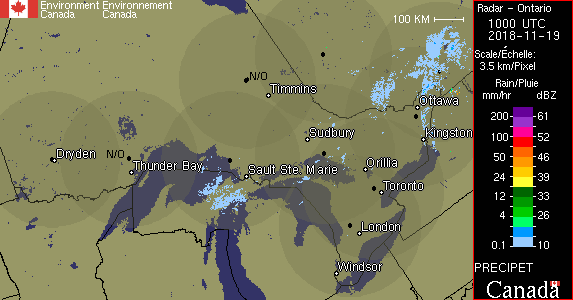 Environment Environnement
Canada Canada
100 KM
N/O
Timmins
Ottawa
Sudbury
Kingston
Dryden
N/O
Thunder Bay
Sault Ste. Marie
Orillia
Toronto
London
Windsor
Radar - Ontario
1000 UTC
2018-11-19
Scale/Échelle:
3.5 km/Pixel
Rain/Pluie
mm/hr dBZ
200 61
100 52
50 46
24 39
12 33
4 26
0.1 10
PRECIPET
Canada